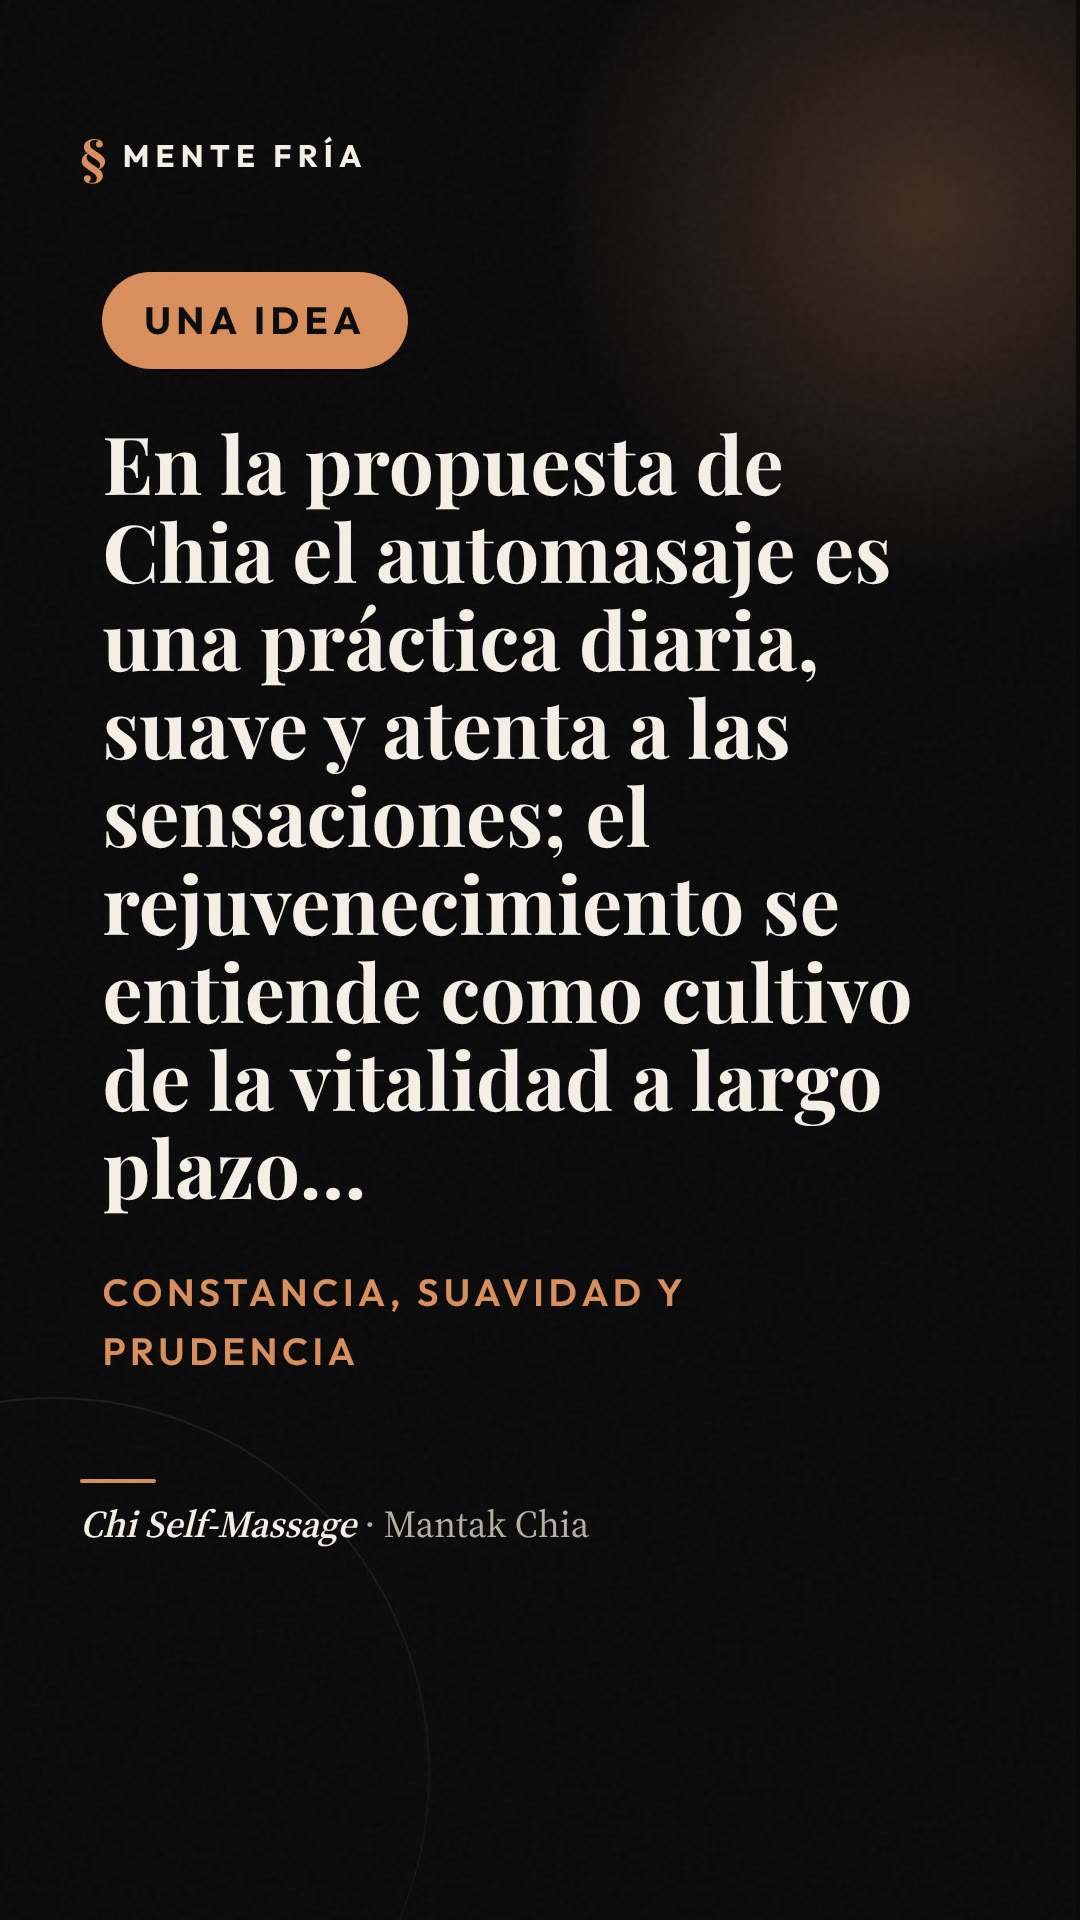 § MENTE FRÍA
UNA IDEA
En la propuesta de
Chia el automasaje es
una práctica diaria,
suave y atenta a las
sensaciones; el
rejuvenecimiento se
entiende como cultivo
de la vitalidad a largo
plazo...
CONSTANCIA, SUAVIDAD Y
PRUDENCIA
Chi Self-Massage · Mantak Chia